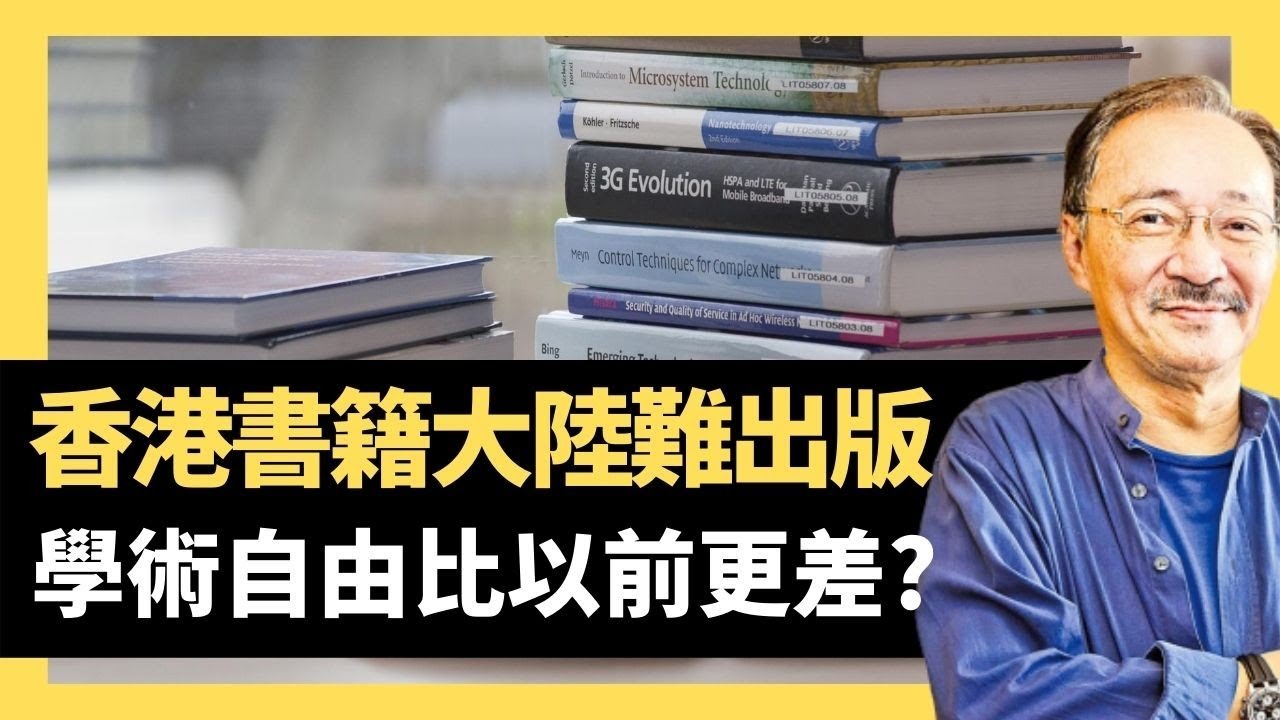 Introduction to Microsystem Technology
LIT05807.08
Köhler · Fritzsche
Nanotechnology
2nd Edition
LIT05806.07
Second edition
3G Evolution
HSPA and LTE for
Mobile Broadband
LIT05805.08
Meyn
Control Techniques for Complex
LIT05804.08
Security and Quality of Service in Ad Hoc Wireless
LIT05803.08
Bing
Emerging
香港書籍大陸難出版
學術自由比以前更差?